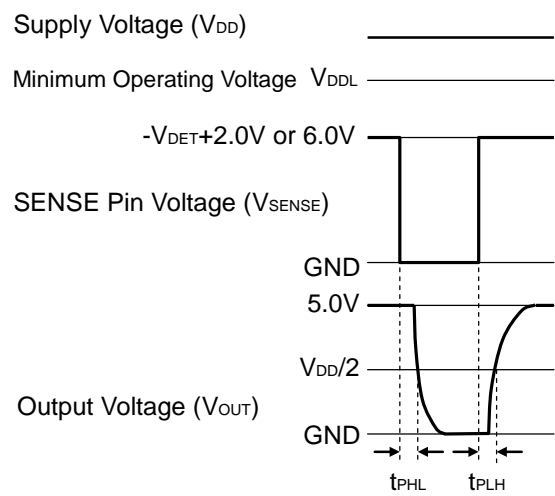 Supply Voltage (VDD)
Minimum Operating Voltage VDDL
-VDET+2.0V or 6.0V
SENSE Pin Voltage (VSENSE)
GND
5.0V
VDD/2
Output Voltage (VOUT)
GND
tPHL tPLH